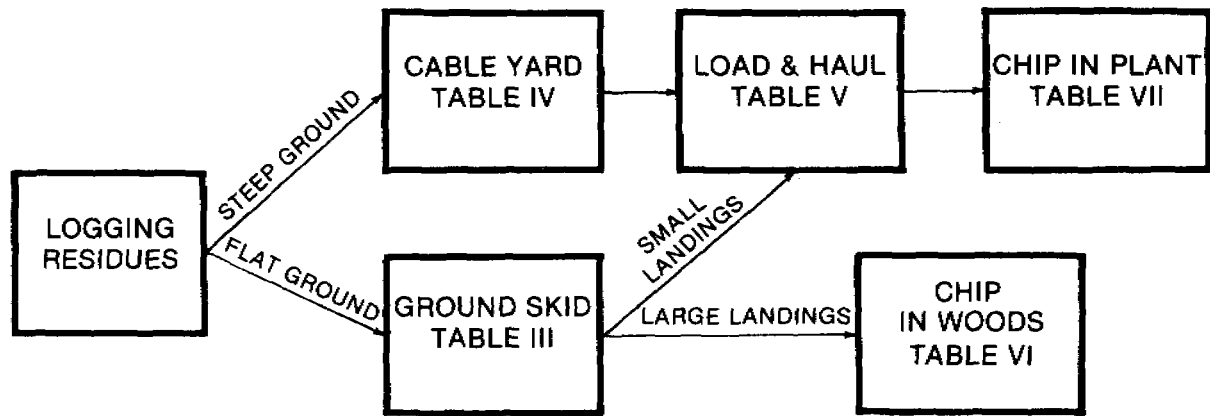 LOGGING
RESIDUES
STEEP GROUND
FLAT GROUND
CABLE YARD
TABLE IV
GROUND SKID
TABLE III
SMALL
LANDINGS
LARGE LANDINGS
LOAD & HAUL
TABLE V
CHIP IN PLANT
TABLE VII
CHIP
IN WOODS
TABLE VI